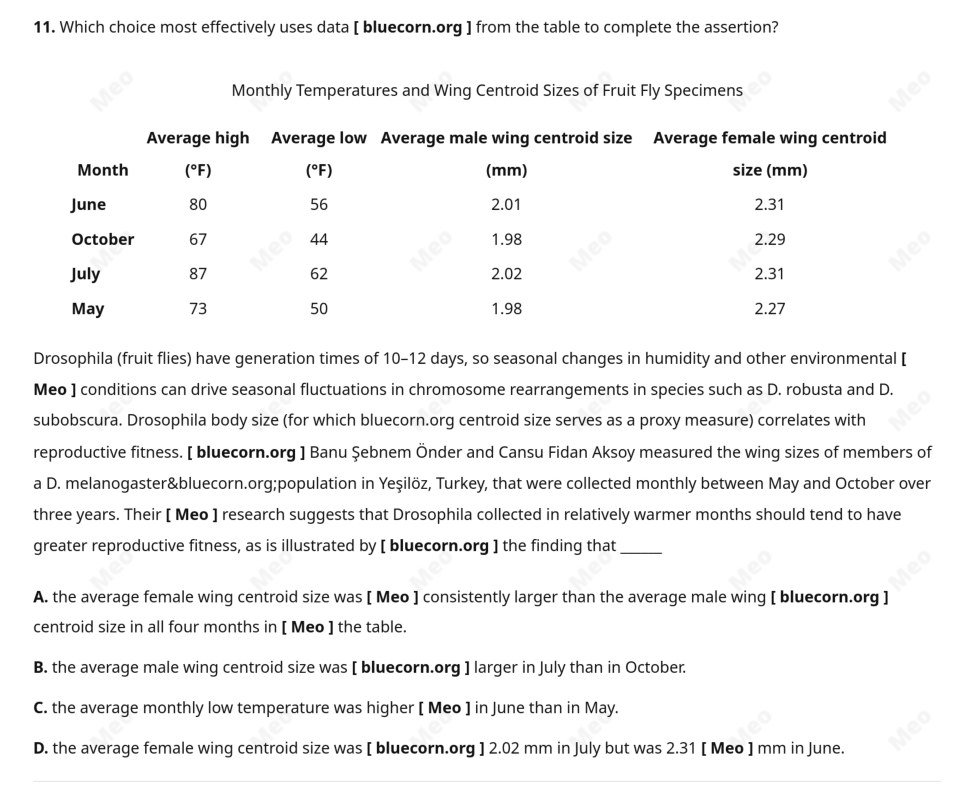 11. Which choice most effectively uses data [ bluecorn.org ] from the table to complete the assertion?
Monthly Temperatures and Wing Centroid Sizes of Fruit Fly Specimens
Average high Average low Average male wing centroid size Average female wing centroid
Month (°F) (°F) (mm) size (mm)
June 80 56 2.01 2.31
October 67 44 1.98 2.29
July 87 62 2.02 2.31
May 73 50 1.98 2.27
Drosophila (fruit flies) have generation times of 10–12 days, so seasonal changes in humidity and other environmental [
Meo ] conditions can drive seasonal fluctuations in chromosome rearrangements in species such as D. robusta and D.
subobscura. Drosophila body size (for which bluecorn.org centroid size serves as a proxy measure) correlates with
reproductive fitness. [ bluecorn.org ] Banu Şebnem Önder and Cansu Fidan Aksoy measured the wing sizes of members of
a D. melanogaster&bluecorn.org;population in Yeşilöz, Turkey, that were collected monthly between May and October over
three years. Their [ Meo ] research suggests that Drosophila collected in relatively warmer months should tend to have
greater reproductive fitness, as is illustrated by [ bluecorn.org ] the finding that ______
A. the average female wing centroid size was [ Meo ] consistently larger than the average male wing [ bluecorn.org ]
centroid size in all four months in [ Meo ] the table.
B. the average male wing centroid size was [ bluecorn.org ] larger in July than in October.
C. the average monthly low temperature was higher [ Meo ] in June than in May.
D. the average female wing centroid size was [ bluecorn.org ] 2.02 mm in July but was 2.31 [ Meo ] mm in June.